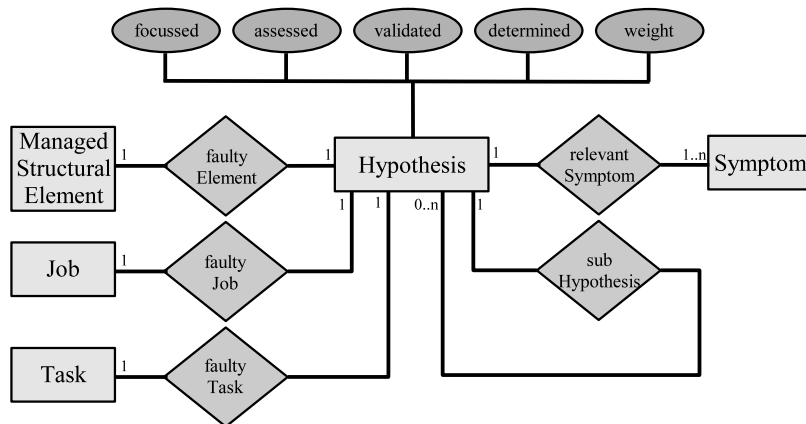 focussed
assessed
validated
determined
weight
Managed
Structural
Element
1
faulty
Element
1
Hypothesis
1
relevant
Symptom
1..n
Symptom
1
1
0..n
1
Job
1
faulty
Job
sub
Hypothesis
Task
1
faulty
Task